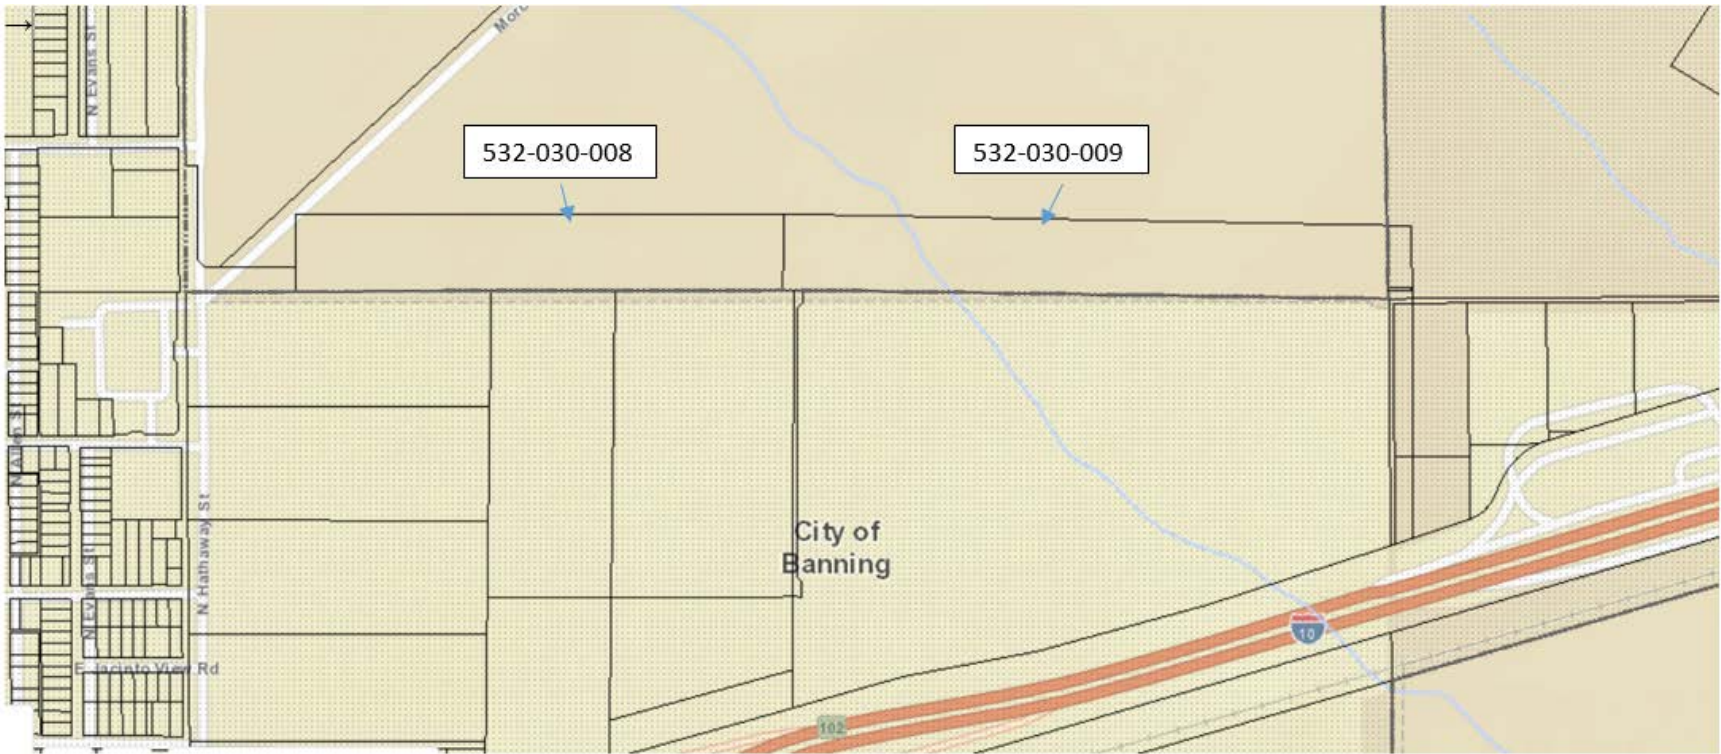 →
N Evans St
Mor
532-030-008
532-030-009
N Allen St
N Hathaway St
City of
Banning
N Evans St
10
E Jacinto View Rd
102